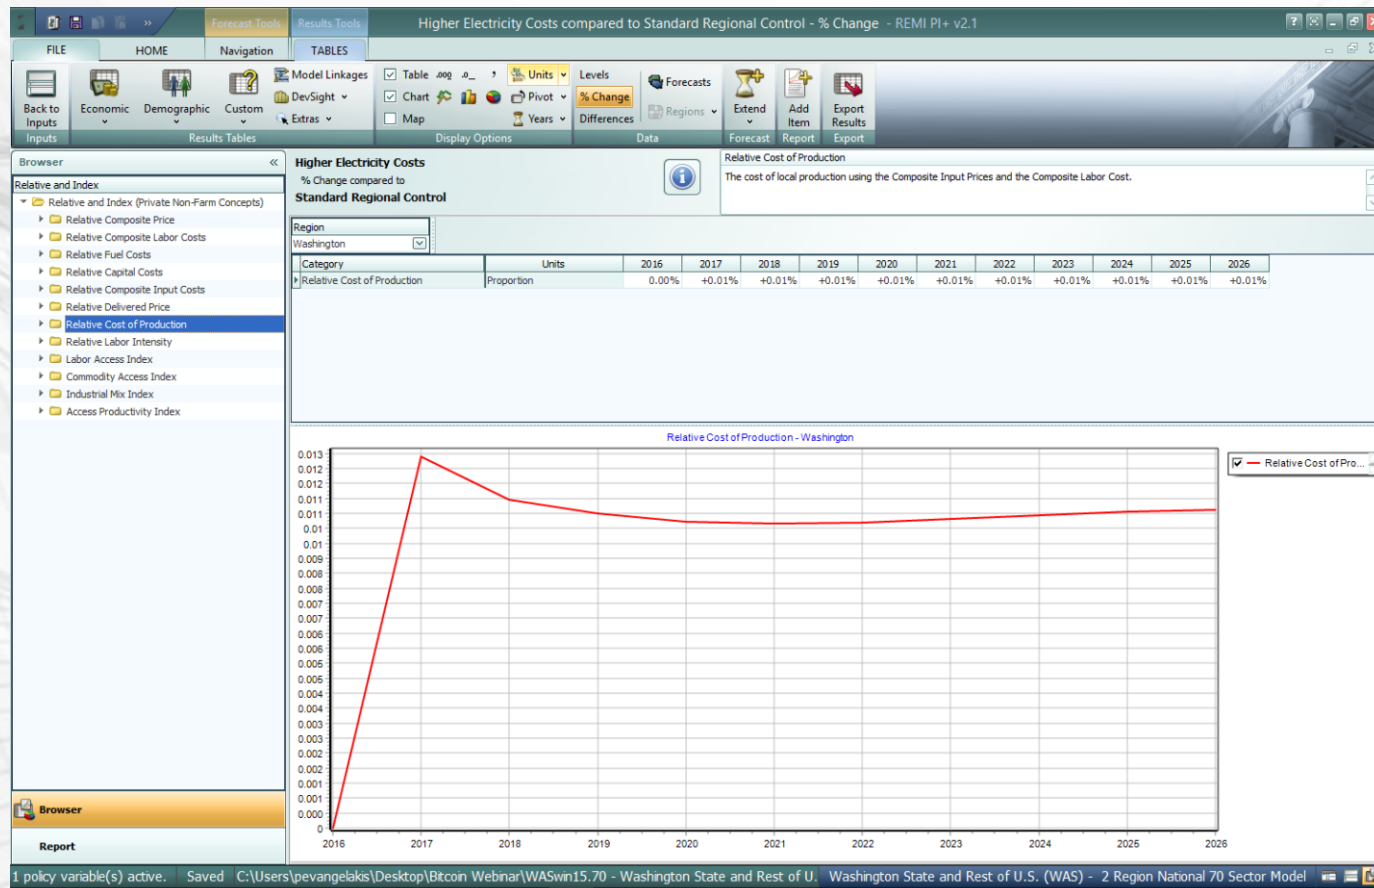 Forecast Tools Results Tools Higher Electricity Costs compared to Standard Regional Control - % Change - REMI PI+ v2.1
FILE HOME Navigation TABLES
Back to Inputs
Economic
Demographic
Custom
Model Linkages
DevSight
Extras
Table .000 .0_ ,
Chart
Map
Units
Pivot
Years
Levels
% Change
Differences
Forecasts
Regions
Extend
Add Item
Export Results
Inputs Results Tables Display Options Data Forecast Report Export
Browser «
Relative and Index
Relative and Index (Private Non-Farm Concepts)
Relative Composite Price
Relative Composite Labor Costs
Relative Fuel Costs
Relative Capital Costs
Relative Composite Input Costs
Relative Delivered Price
Relative Cost of Production
Relative Labor Intensity
Labor Access Index
Commodity Access Index
Industrial Mix Index
Access Productivity Index
Browser
Report
Higher Electricity Costs
% Change compared to
Standard Regional Control
Relative Cost of Production
The cost of local production using the Composite Input Prices and the Composite Labor Cost.
Region
Washington
Category Units 2016 2017 2018 2019 2020 2021 2022 2023 2024 2025 2026
Relative Cost of Production Proportion 0.00% +0.01% +0.01% +0.01% +0.01% +0.01% +0.01% +0.01% +0.01% +0.01% +0.01%
Relative Cost of Production - Washington
0.013
0.012
0.012
0.011
0.011
0.01
0.01
0.009
0.009
0.008
0.007
0.007
0.006
0.006
0.005
0.005
0.004
0.004
0.003
0.003
0.002
0.002
0.001
0.001
0.000
0
2016 2017 2018 2019 2020 2021 2022 2023 2024 2025 2026
Relative Cost of Pro...
1 policy variable(s) active. Saved C:\Users\pevangelakis\Desktop\Bitcoin Webinar\WASwin15.70 - Washington State and Rest of U. Washington State and Rest of U.S. (WAS) - 2 Region National 70 Sector Model